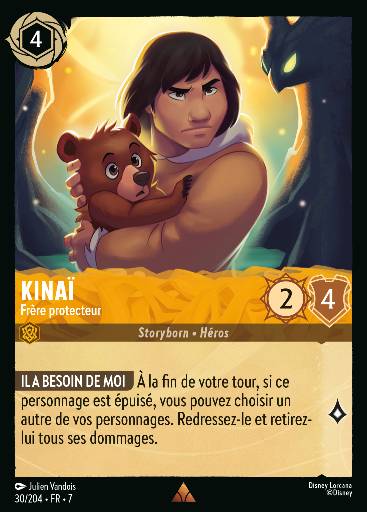 4
KINAÏ
Frère protecteur
2
4
Storyborn • Héros
IL A BESOIN DE MOI À la fin de votre tour, si ce
personnage est épuisé, vous pouvez choisir un
autre de vos personnages. Redressez-le et retirez-
lui tous ses dommages.
Julien Vandois
30/204 • FR • 7
Disney Lorcana
©Disney